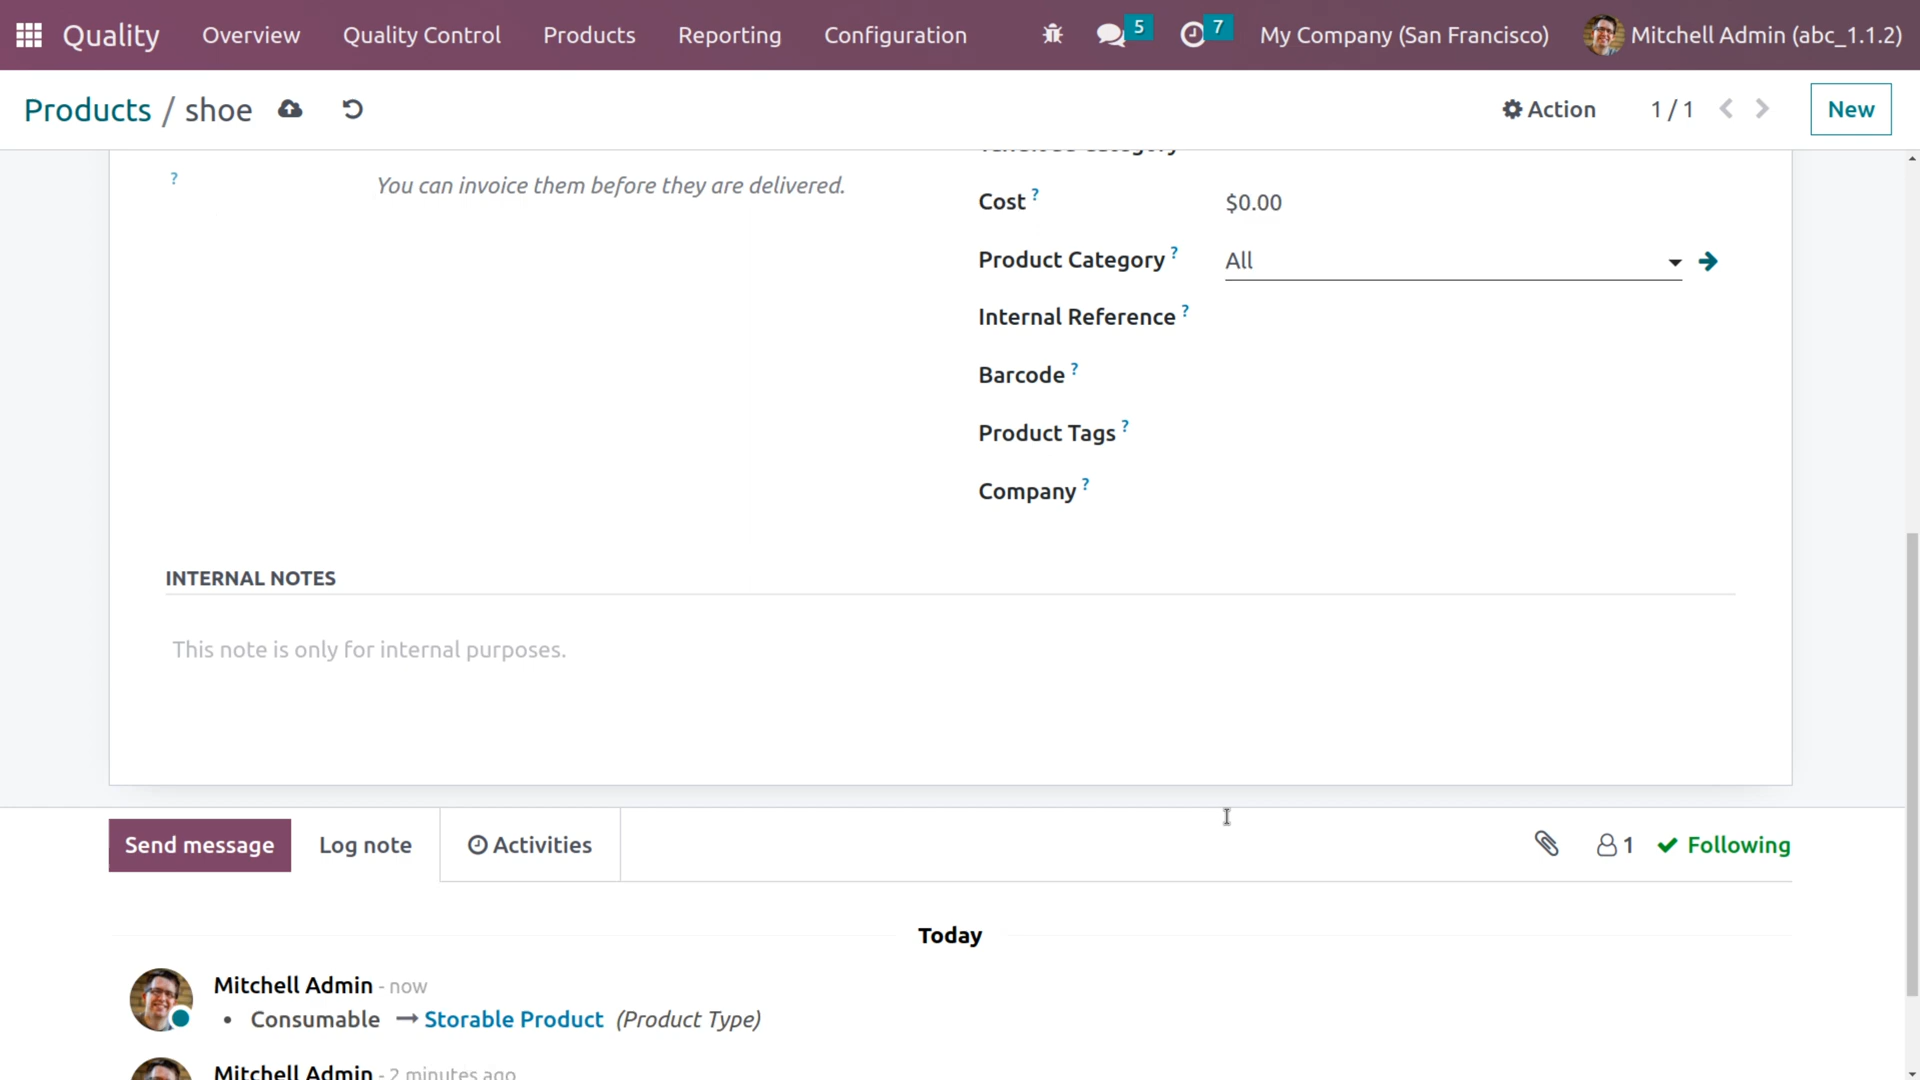 Quality Overview Quality Control Products Reporting Configuration 5 7 My Company (San Francisco) Mitchell Admin (abc_1.1.2)
Products / shoe Action 1 / 1 New
? You can invoice them before they are delivered.
Cost ? $0.00
Product Category ? All
Internal Reference ?
Barcode ?
Product Tags ?
Company ?
INTERNAL NOTES
This note is only for internal purposes.
Send message Log note Activities 1 Following
Today
Mitchell Admin - now
• Consumable → Storable Product (Product Type)
Mitchell Admin - 2 minutes ago